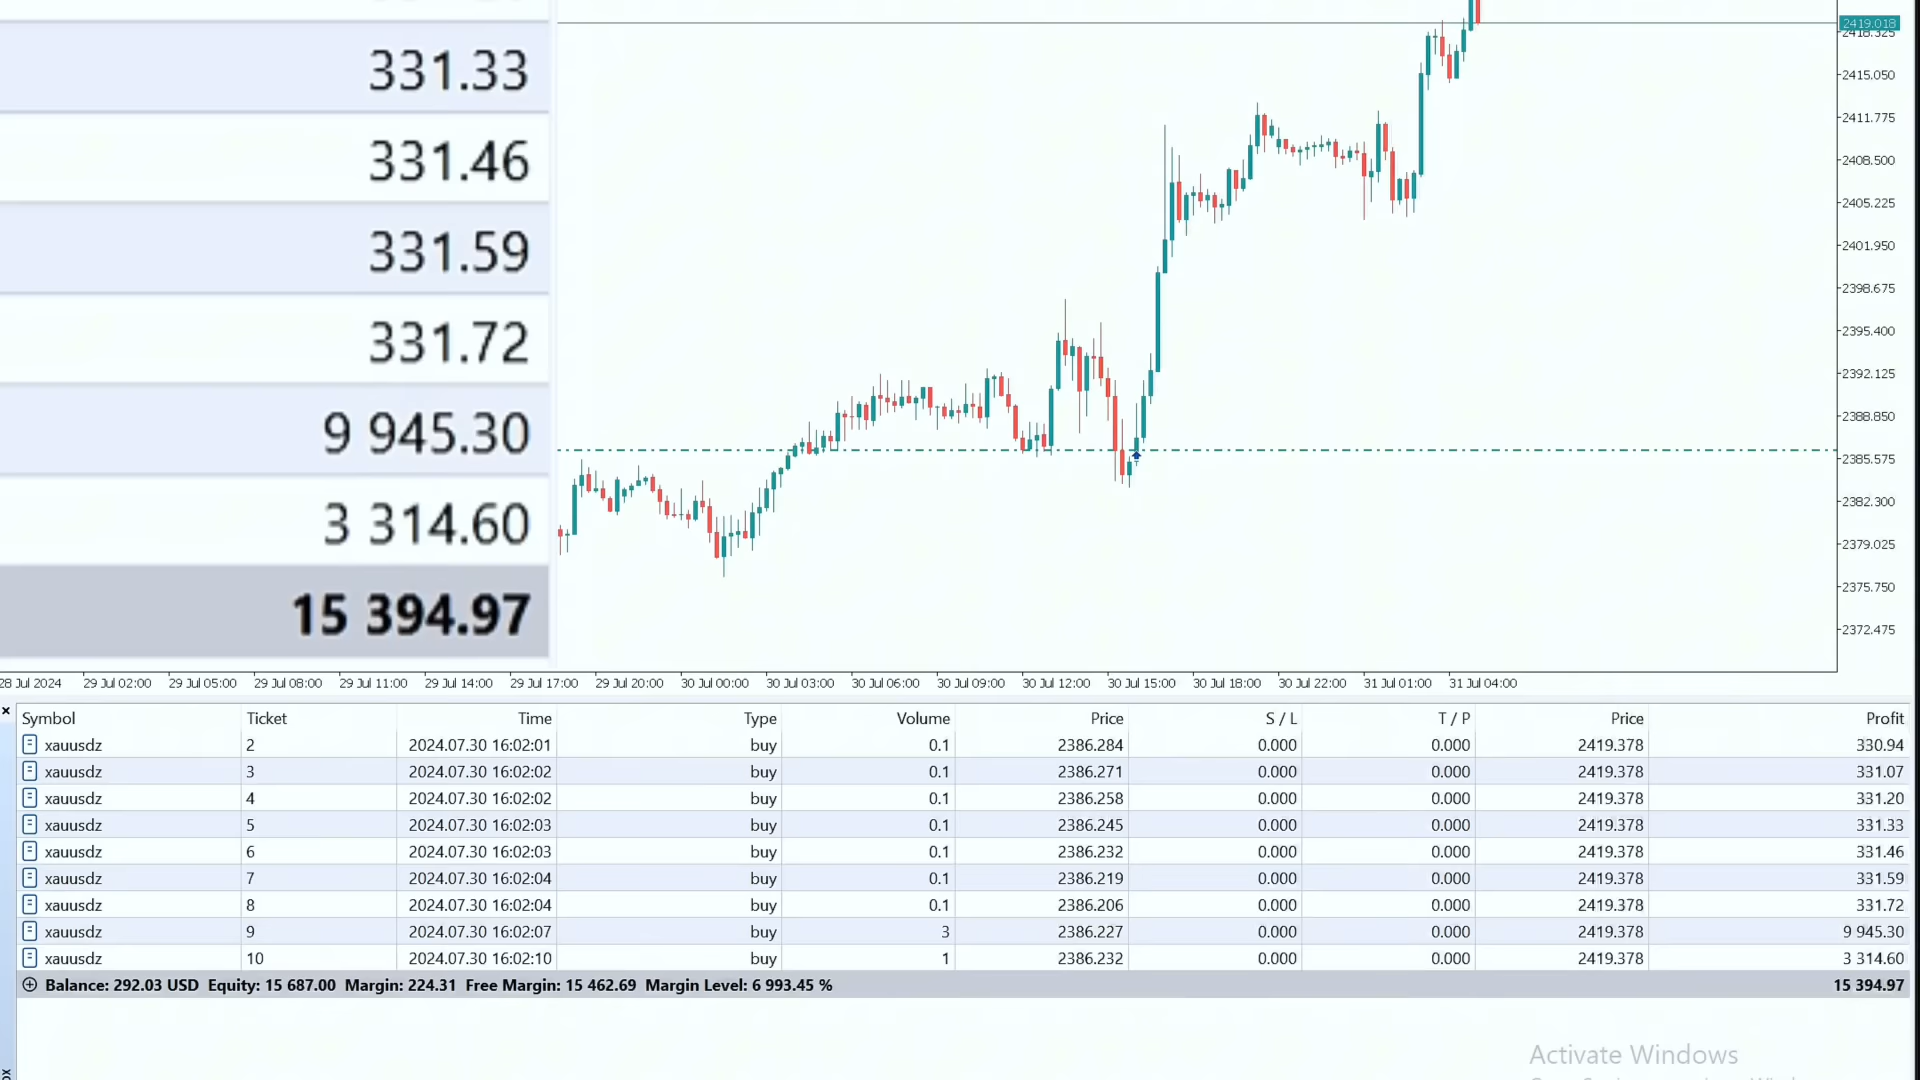 331.33
331.46
331.59
331.72
9 945.30
3 314.60
15 394.97
2419.018
2418.325
2415.050
2411.775
2408.500
2405.225
2401.950
2398.675
2395.400
2392.125
2388.850
2385.575
2382.300
2379.025
2375.750
2372.475
28 Jul 2024 29 Jul 02:00 29 Jul 05:00 29 Jul 08:00 29 Jul 11:00 29 Jul 14:00 29 Jul 17:00 29 Jul 20:00 30 Jul 00:00 30 Jul 03:00 30 Jul 06:00 30 Jul 09:00 30 Jul 12:00 30 Jul 15:00 30 Jul 18:00 30 Jul 22:00 31 Jul 01:00 31 Jul 04:00
Symbol Ticket Time Type Volume Price S / L T / P Price Profit
xauusdz 2 2024.07.30 16:02:01 buy 0.1 2386.284 0.000 0.000 2419.378 330.94
xauusdz 3 2024.07.30 16:02:02 buy 0.1 2386.271 0.000 0.000 2419.378 331.07
xauusdz 4 2024.07.30 16:02:02 buy 0.1 2386.258 0.000 0.000 2419.378 331.20
xauusdz 5 2024.07.30 16:02:03 buy 0.1 2386.245 0.000 0.000 2419.378 331.33
xauusdz 6 2024.07.30 16:02:03 buy 0.1 2386.232 0.000 0.000 2419.378 331.46
xauusdz 7 2024.07.30 16:02:04 buy 0.1 2386.219 0.000 0.000 2419.378 331.59
xauusdz 8 2024.07.30 16:02:04 buy 0.1 2386.206 0.000 0.000 2419.378 331.72
xauusdz 9 2024.07.30 16:02:07 buy 3 2386.227 0.000 0.000 2419.378 9 945.30
xauusdz 10 2024.07.30 16:02:10 buy 1 2386.232 0.000 0.000 2419.378 3 314.60
Balance: 292.03 USD Equity: 15 687.00 Margin: 224.31 Free Margin: 15 462.69 Margin Level: 6 993.45 % 15 394.97
Activate Windows